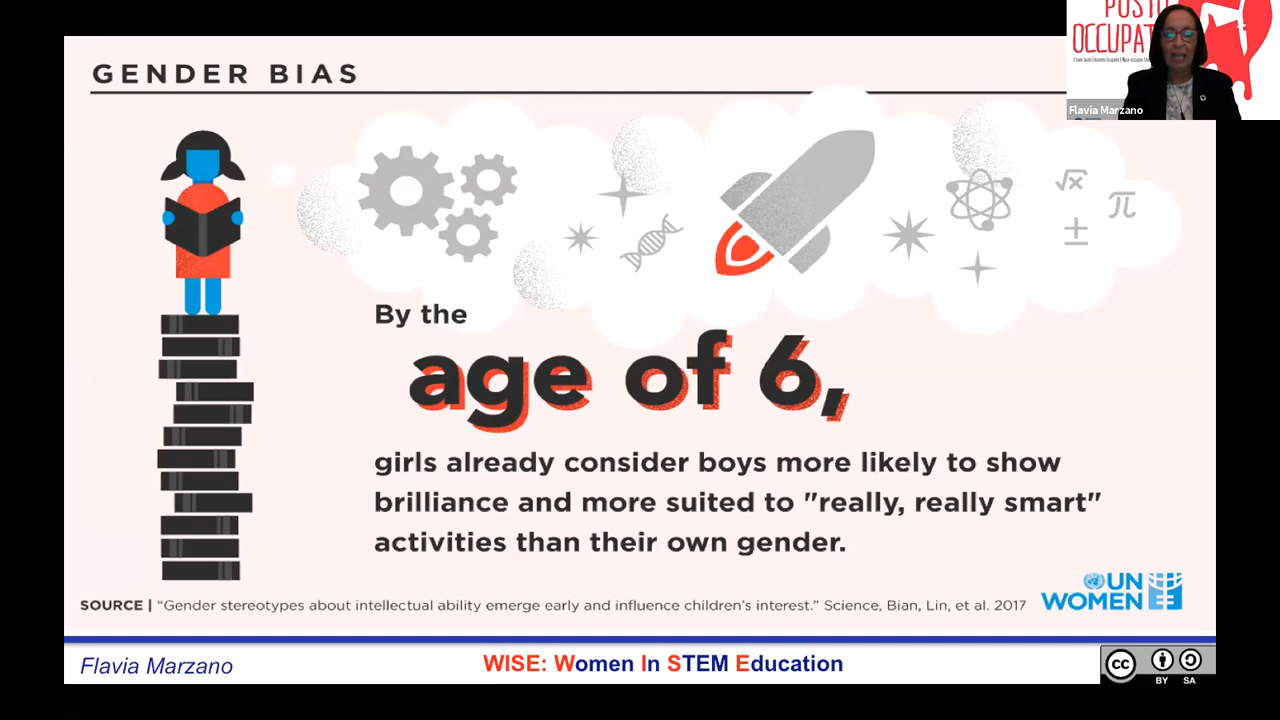 GENDER BIAS
POSTO
OCCUPAT
Flavia Marzano
√x
π
±
By the
age of 6,
girls already consider boys more likely to show
brilliance and more suited to "really, really smart"
activities than their own gender.
SOURCE | “Gender stereotypes about intellectual ability emerge early and influence children’s interest.” Science, Bian, Lin, et al. 2017
UN
WOMEN
Flavia Marzano
WISE: Women In STEM Education
cc
BY SA